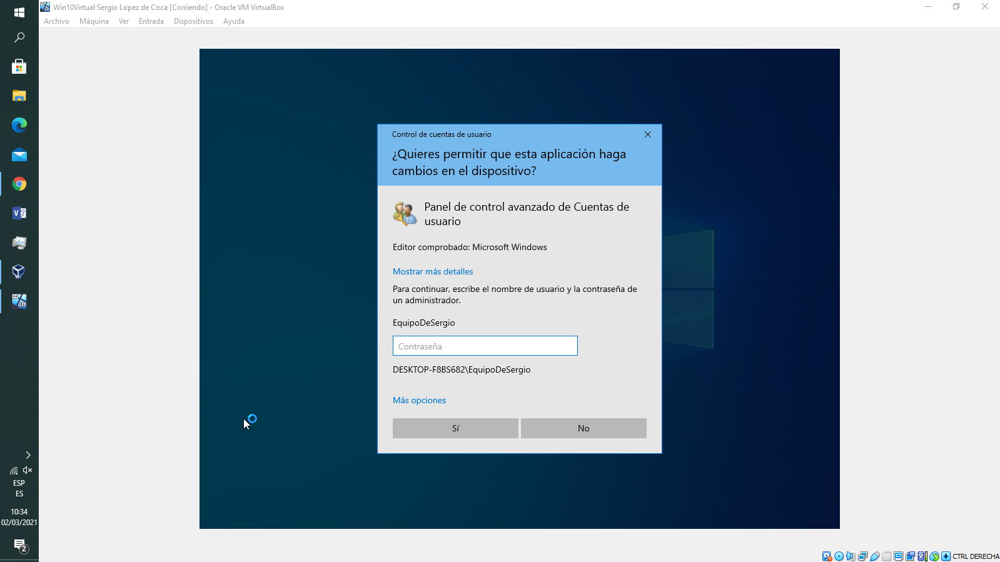 Win10Virtual Sergio Lopez de Coca [Corriendo] - Oracle VM VirtualBox
Archivo Máquina Ver Entrada Dispositivos Ayuda
Control de cuentas de usuario
¿Quieres permitir que esta aplicación haga
cambios en el dispositivo?
Panel de control avanzado de Cuentas de
usuario
Editor comprobado: Microsoft Windows
Mostrar más detalles
Para continuar, escribe el nombre de usuario y la contraseña de
un administrador.
EquipoDeSergio
Contraseña
DESKTOP-F8BS682\EquipoDeSergio
Más opciones
Sí No
ESP
ES
10:34
02/03/2021
2
CTRL DERECHA